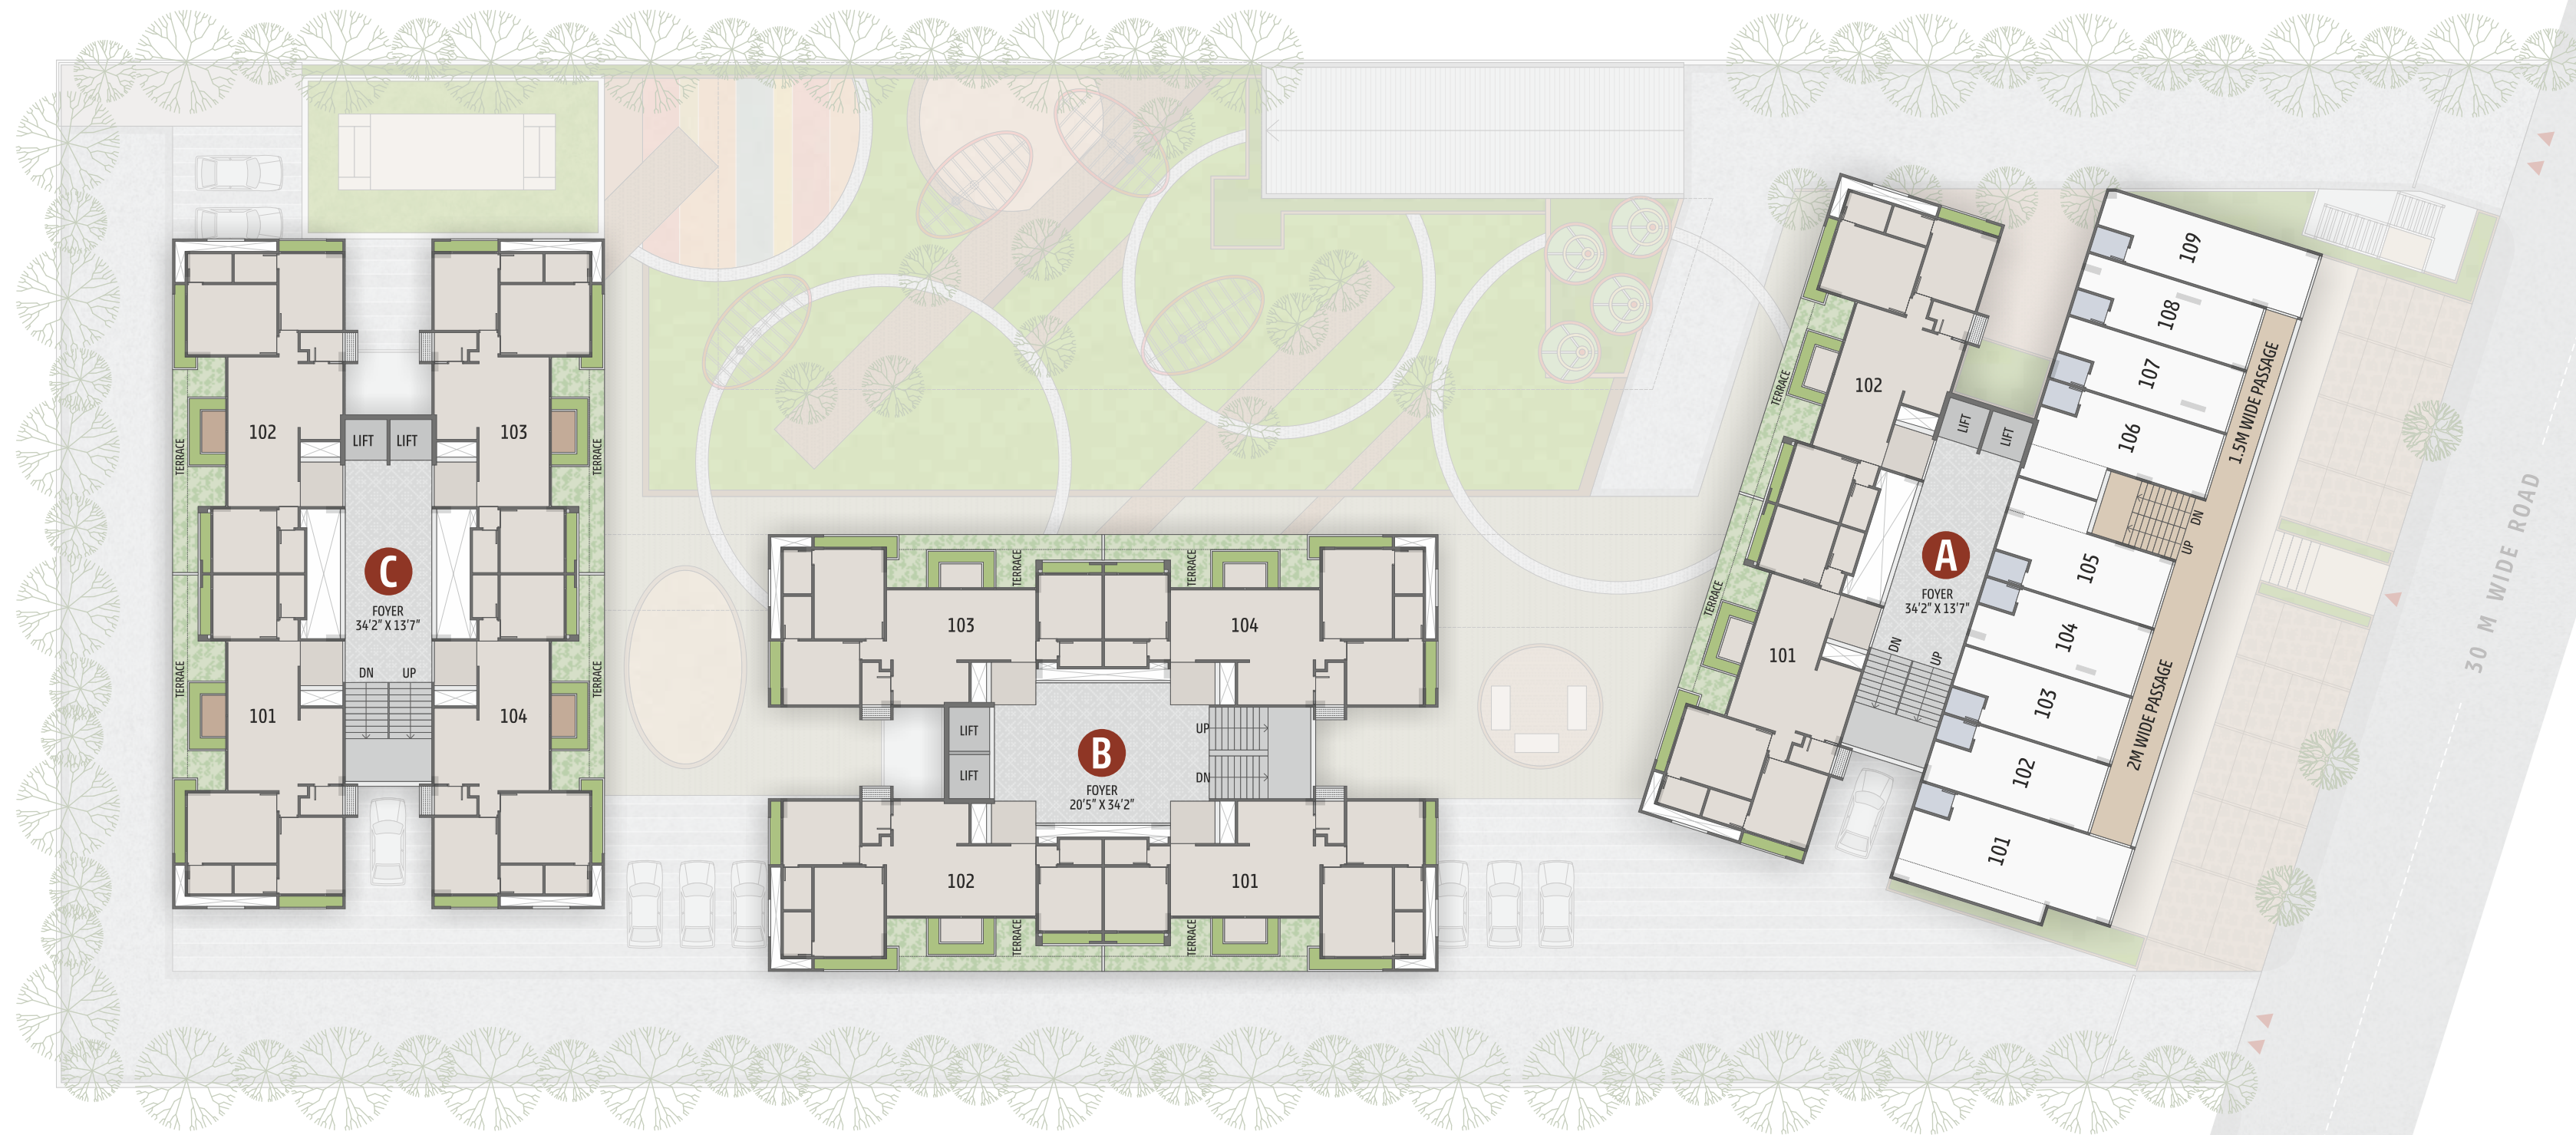 102
LIFT
LIFT
103
TERRACE
TERRACE
C
FOYER
34'2" X 13'7"
TERRACE
TERRACE
DN
UP
101
104
TERRACE
TERRACE
103
104
UP
LIFT
B
LIFT
DN
FOYER
20'5" X 34'2"
102
101
TERRACE
TERRACE
102
TERRACE
LIFT
LIFT
A
FOYER
34'2" X 13'7"
TERRACE
101
DN
UP
109
108
107
106
1.5M WIDE PASSAGE
DN
UP
105
104
103
2M WIDE PASSAGE
102
101
30 M WIDE ROAD